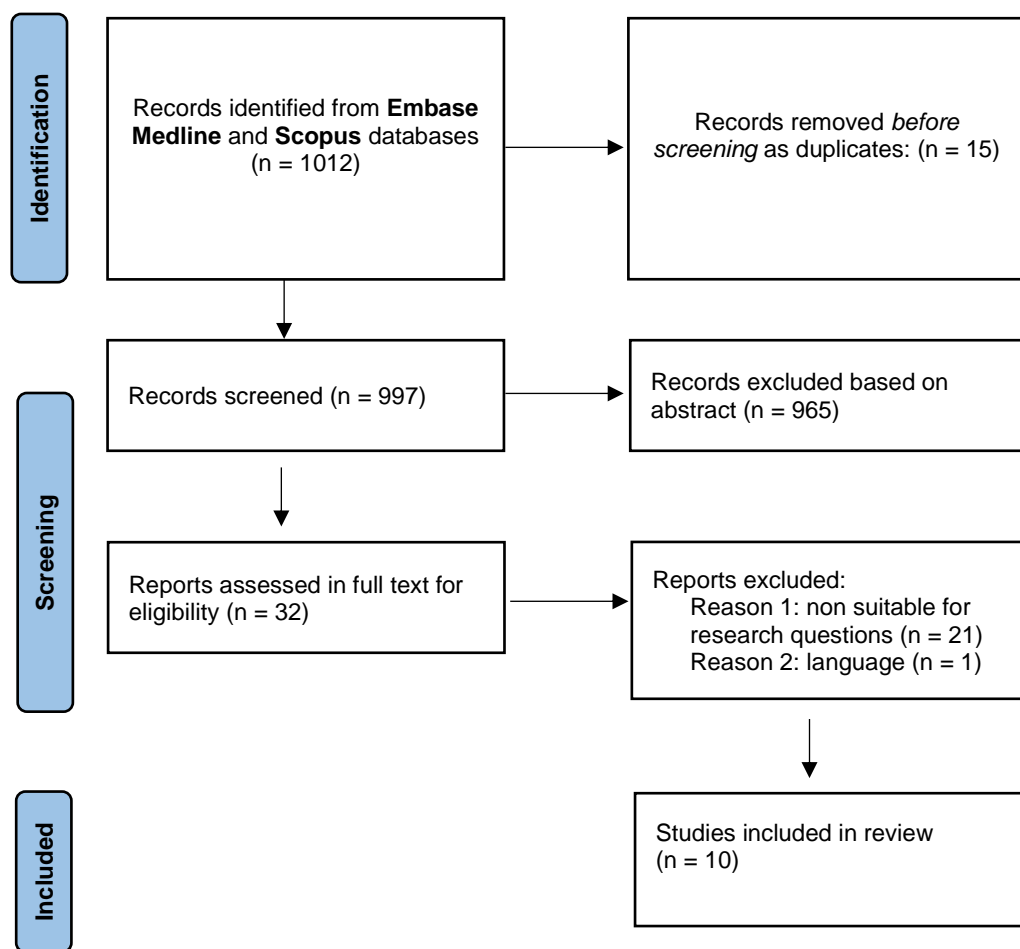 Identification
Records identified from Embase
Medline and Scopus databases
(n = 1012)
Records removed before
screening as duplicates: (n = 15)
Screening
Records screened (n = 997)
Records excluded based on
abstract (n = 965)
Reports assessed in full text for
eligibility (n = 32)
Reports excluded:
Reason 1: non suitable for
research questions (n = 21)
Reason 2: language (n = 1)
Included
Studies included in review
(n = 10)